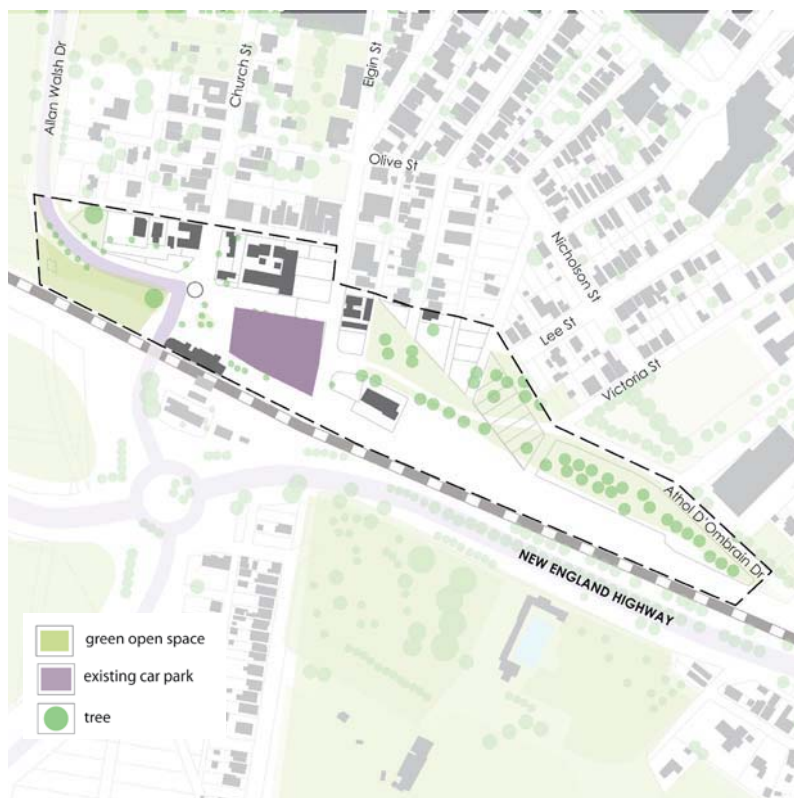 Allan Walsh Dr
Church St
Elgin St
Olive St
Nicholson St
Lee St
Victoria St
Athol D'Ombrain Dr
NEW ENGLAND HIGHWAY
green open space
existing car park
tree